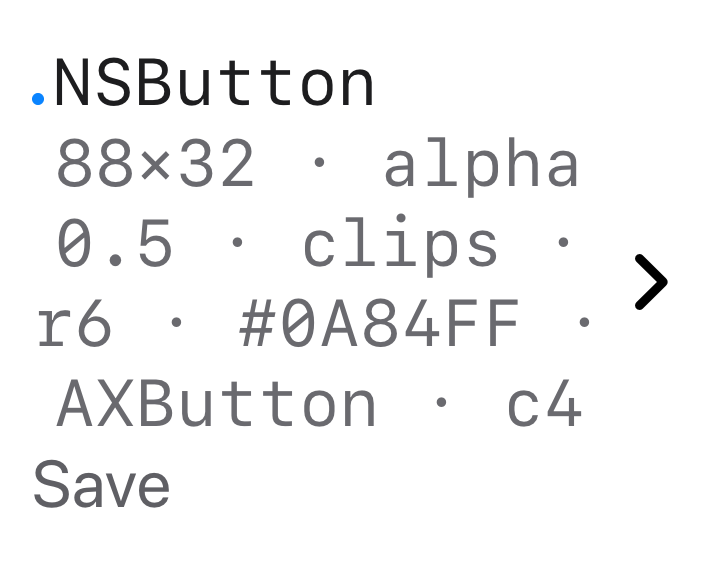 NSButton
88×32 · alpha
0.5 · clips ·
r6 · #0A84FF ·
AXButton · c4
Save